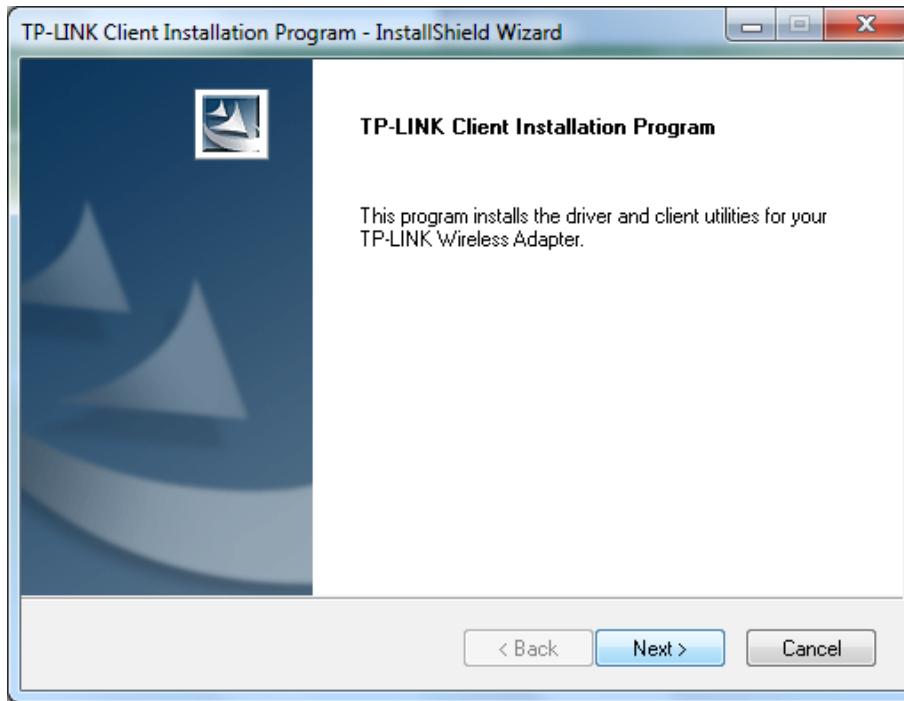 TP-LINK Client Installation Program - InstallShield Wizard
TP-LINK Client Installation Program
This program installs the driver and client utilities for your
TP-LINK Wireless Adapter.
< Back Next > Cancel